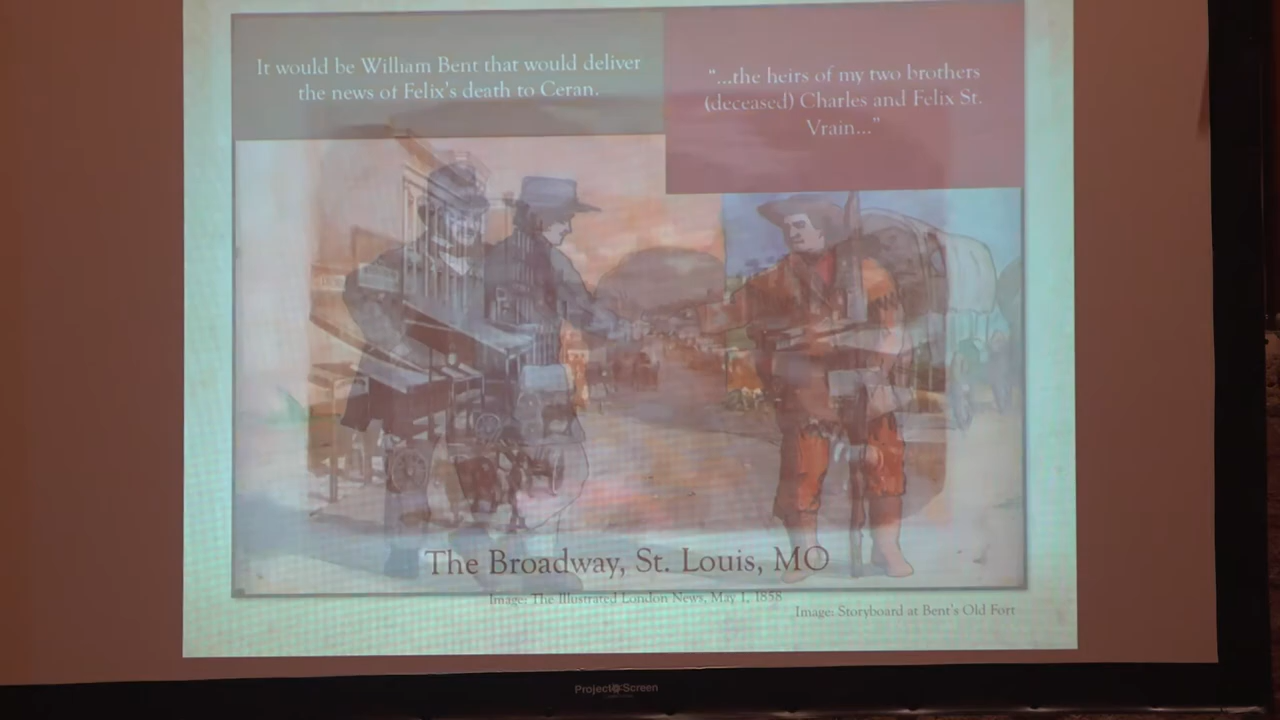 It would be William Bent that would deliver
the news of Felix's death to Ceran.
"...the heirs of my two brothers
(deceased) Charles and Felix St.
Vrain..."
The Broadway, St. Louis, MO
Image: The Illustrated London News, May 1, 1858
Image: Storyboard at Bent's Old Fort
Project Screen